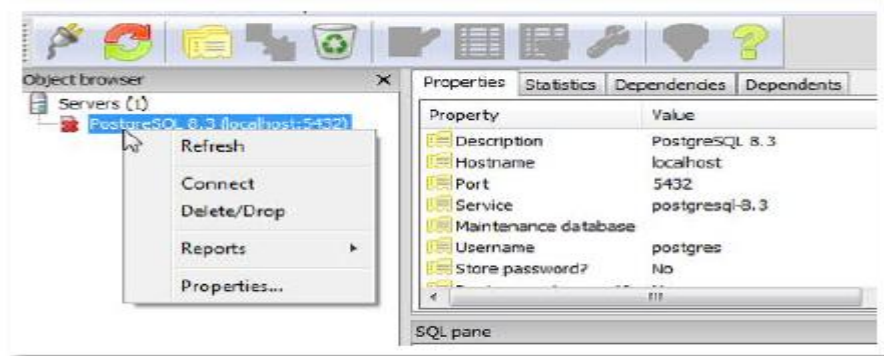 Object browser
Servers (1)
PostgreSQL 8.3 (localhost:5432)
Refresh
Connect
Delete/Drop
Reports
Properties...
Properties Statistics Dependencies Dependents
Property Value
Description PostgreSQL 8.3
Hostname localhost
Port 5432
Service postgresql-8.3
Maintenance database
Username postgres
Store password? No
SQL pane